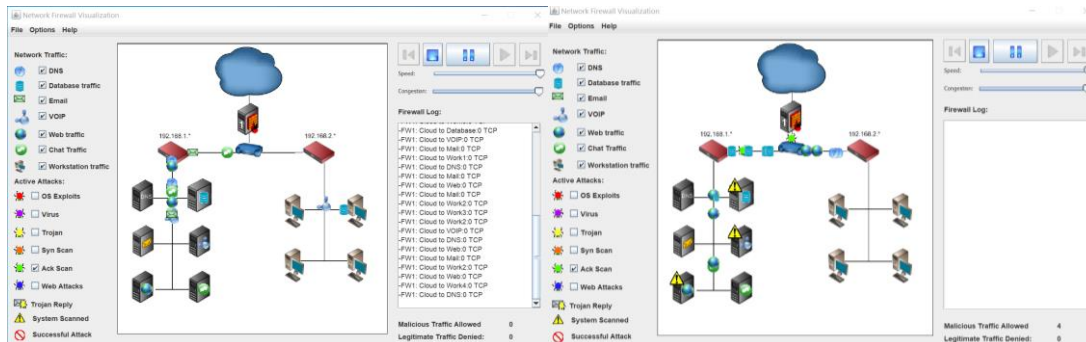 Network Firewall Visualization
File Options Help
Network Traffic:
DNS
Database traffic
Email
VOIP
Web traffic
Chat Traffic
Workstation traffic
Active Attacks:
OS Exploits
Virus
Trojan
Syn Scan
Ack Scan
Web Attacks
Trojan Reply
System Scanned
Successful Attack
192.168.1.*
192.168.2.*
Speed:
Congestion:
Firewall Log:
-FW1: Cloud to Database:0 TCP
-FW1: Cloud to VOIP:0 TCP
-FW1: Cloud to Mail:0 TCP
-FW1: Cloud to Work1:0 TCP
-FW1: Cloud to DNS:0 TCP
-FW1: Cloud to Mail:0 TCP
-FW1: Cloud to Web:0 TCP
-FW1: Cloud to Mail:0 TCP
-FW1: Cloud to Work2:0 TCP
-FW1: Cloud to Work3:0 TCP
-FW1: Cloud to Work2:0 TCP
-FW1: Cloud to VOIP:0 TCP
-FW1: Cloud to DNS:0 TCP
-FW1: Cloud to Web:0 TCP
-FW1: Cloud to Mail:0 TCP
-FW1: Cloud to Work2:0 TCP
-FW1: Cloud to Web:0 TCP
-FW1: Cloud to Work4:0 TCP
-FW1: Cloud to DNS:0 TCP
Malicious Traffic Allowed 0
Legitimate Traffic Denied: 0
Network Firewall Visualization
File Options Help
Network Traffic:
DNS
Database traffic
Email
VOIP
Web traffic
Chat Traffic
Workstation traffic
Active Attacks:
OS Exploits
Virus
Trojan
Syn Scan
Ack Scan
Web Attacks
Trojan Reply
System Scanned
Successful Attack
192.168.1.*
192.168.2.*
Speed:
Congestion:
Firewall Log:
Malicious Traffic Allowed 4
Legitimate Traffic Denied: 0